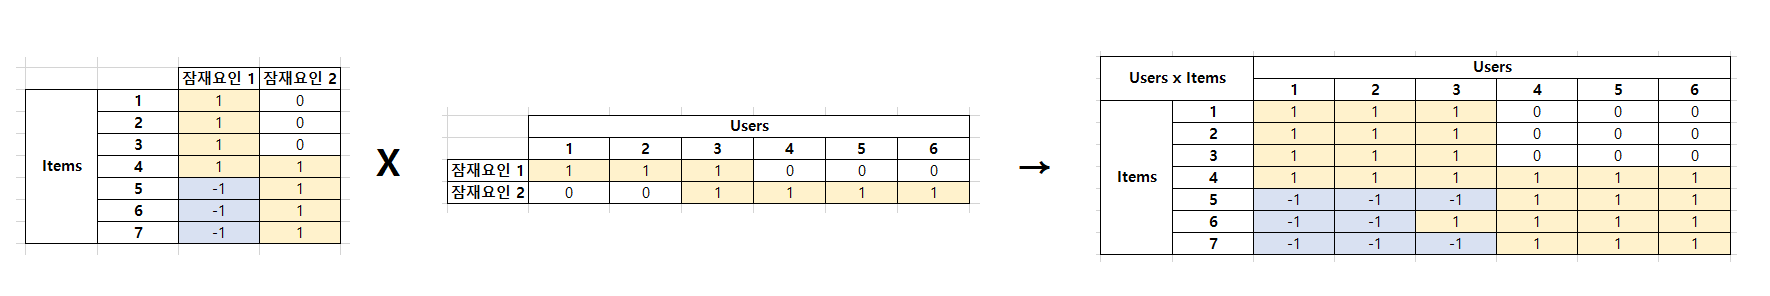 잠재요인 1 잠재요인 2
1 1 0
2 1 0
3 1 0
Items 4 1 1
5 -1 1
6 -1 1
7 -1 1
X
Users
1 2 3 4 5 6
잠재요인 1 1 1 1 0 0 0
잠재요인 2 0 0 1 1 1 1
→
Users x Items Users
1 2 3 4 5 6
1 1 1 1 0 0 0
2 1 1 1 0 0 0
3 1 1 1 0 0 0
Items 4 1 1 1 1 1 1
5 -1 -1 -1 1 1 1
6 -1 -1 1 1 1 1
7 -1 -1 -1 1 1 1